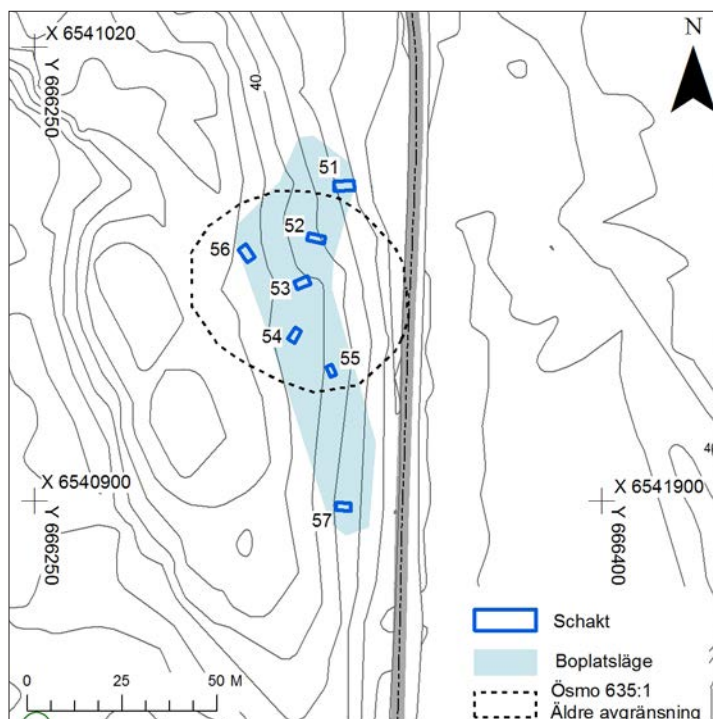 X 6541020
N
Y 666250
40
51
52
56
53
54
55
X 6540900
X 6541900
57
Y 666250
Y 666400
Schakt
Boplatsläge
0 25 50 M
Ösmo 635:1
Äldre avgränsning